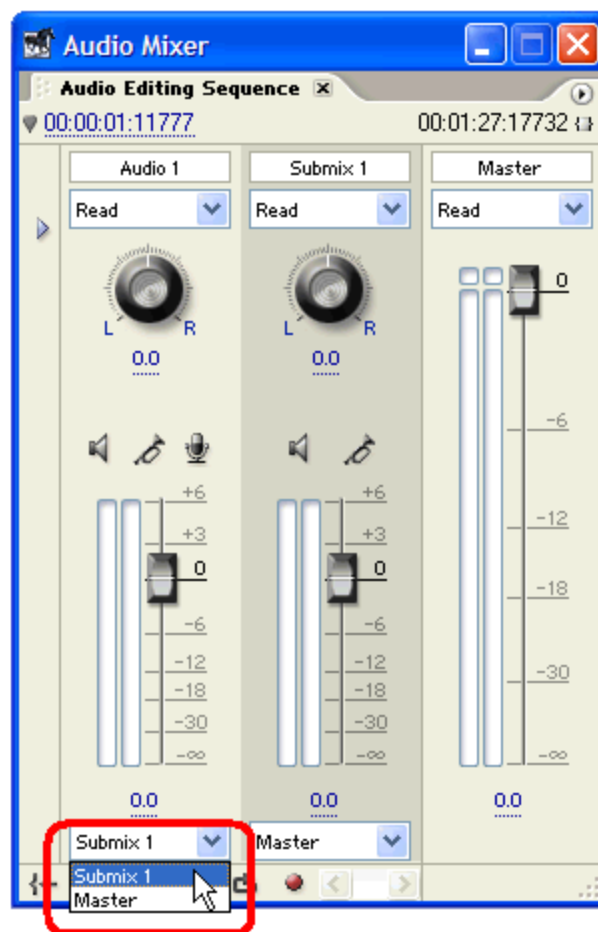 Audio Mixer
Audio Editing Sequence
00:00:01:11777 00:01:27:17732
Audio 1 Submix 1 Master
Read Read Read
L R L R 0
0.0 0.0
-6
+6 +6
+3 +3 -12
0 0
-18
-6 -6
-12 -12 -30
-18 -18
-30 -30
-∞ -∞ -∞
0.0 0.0 0.0
Submix 1 Master
Submix 1
Master